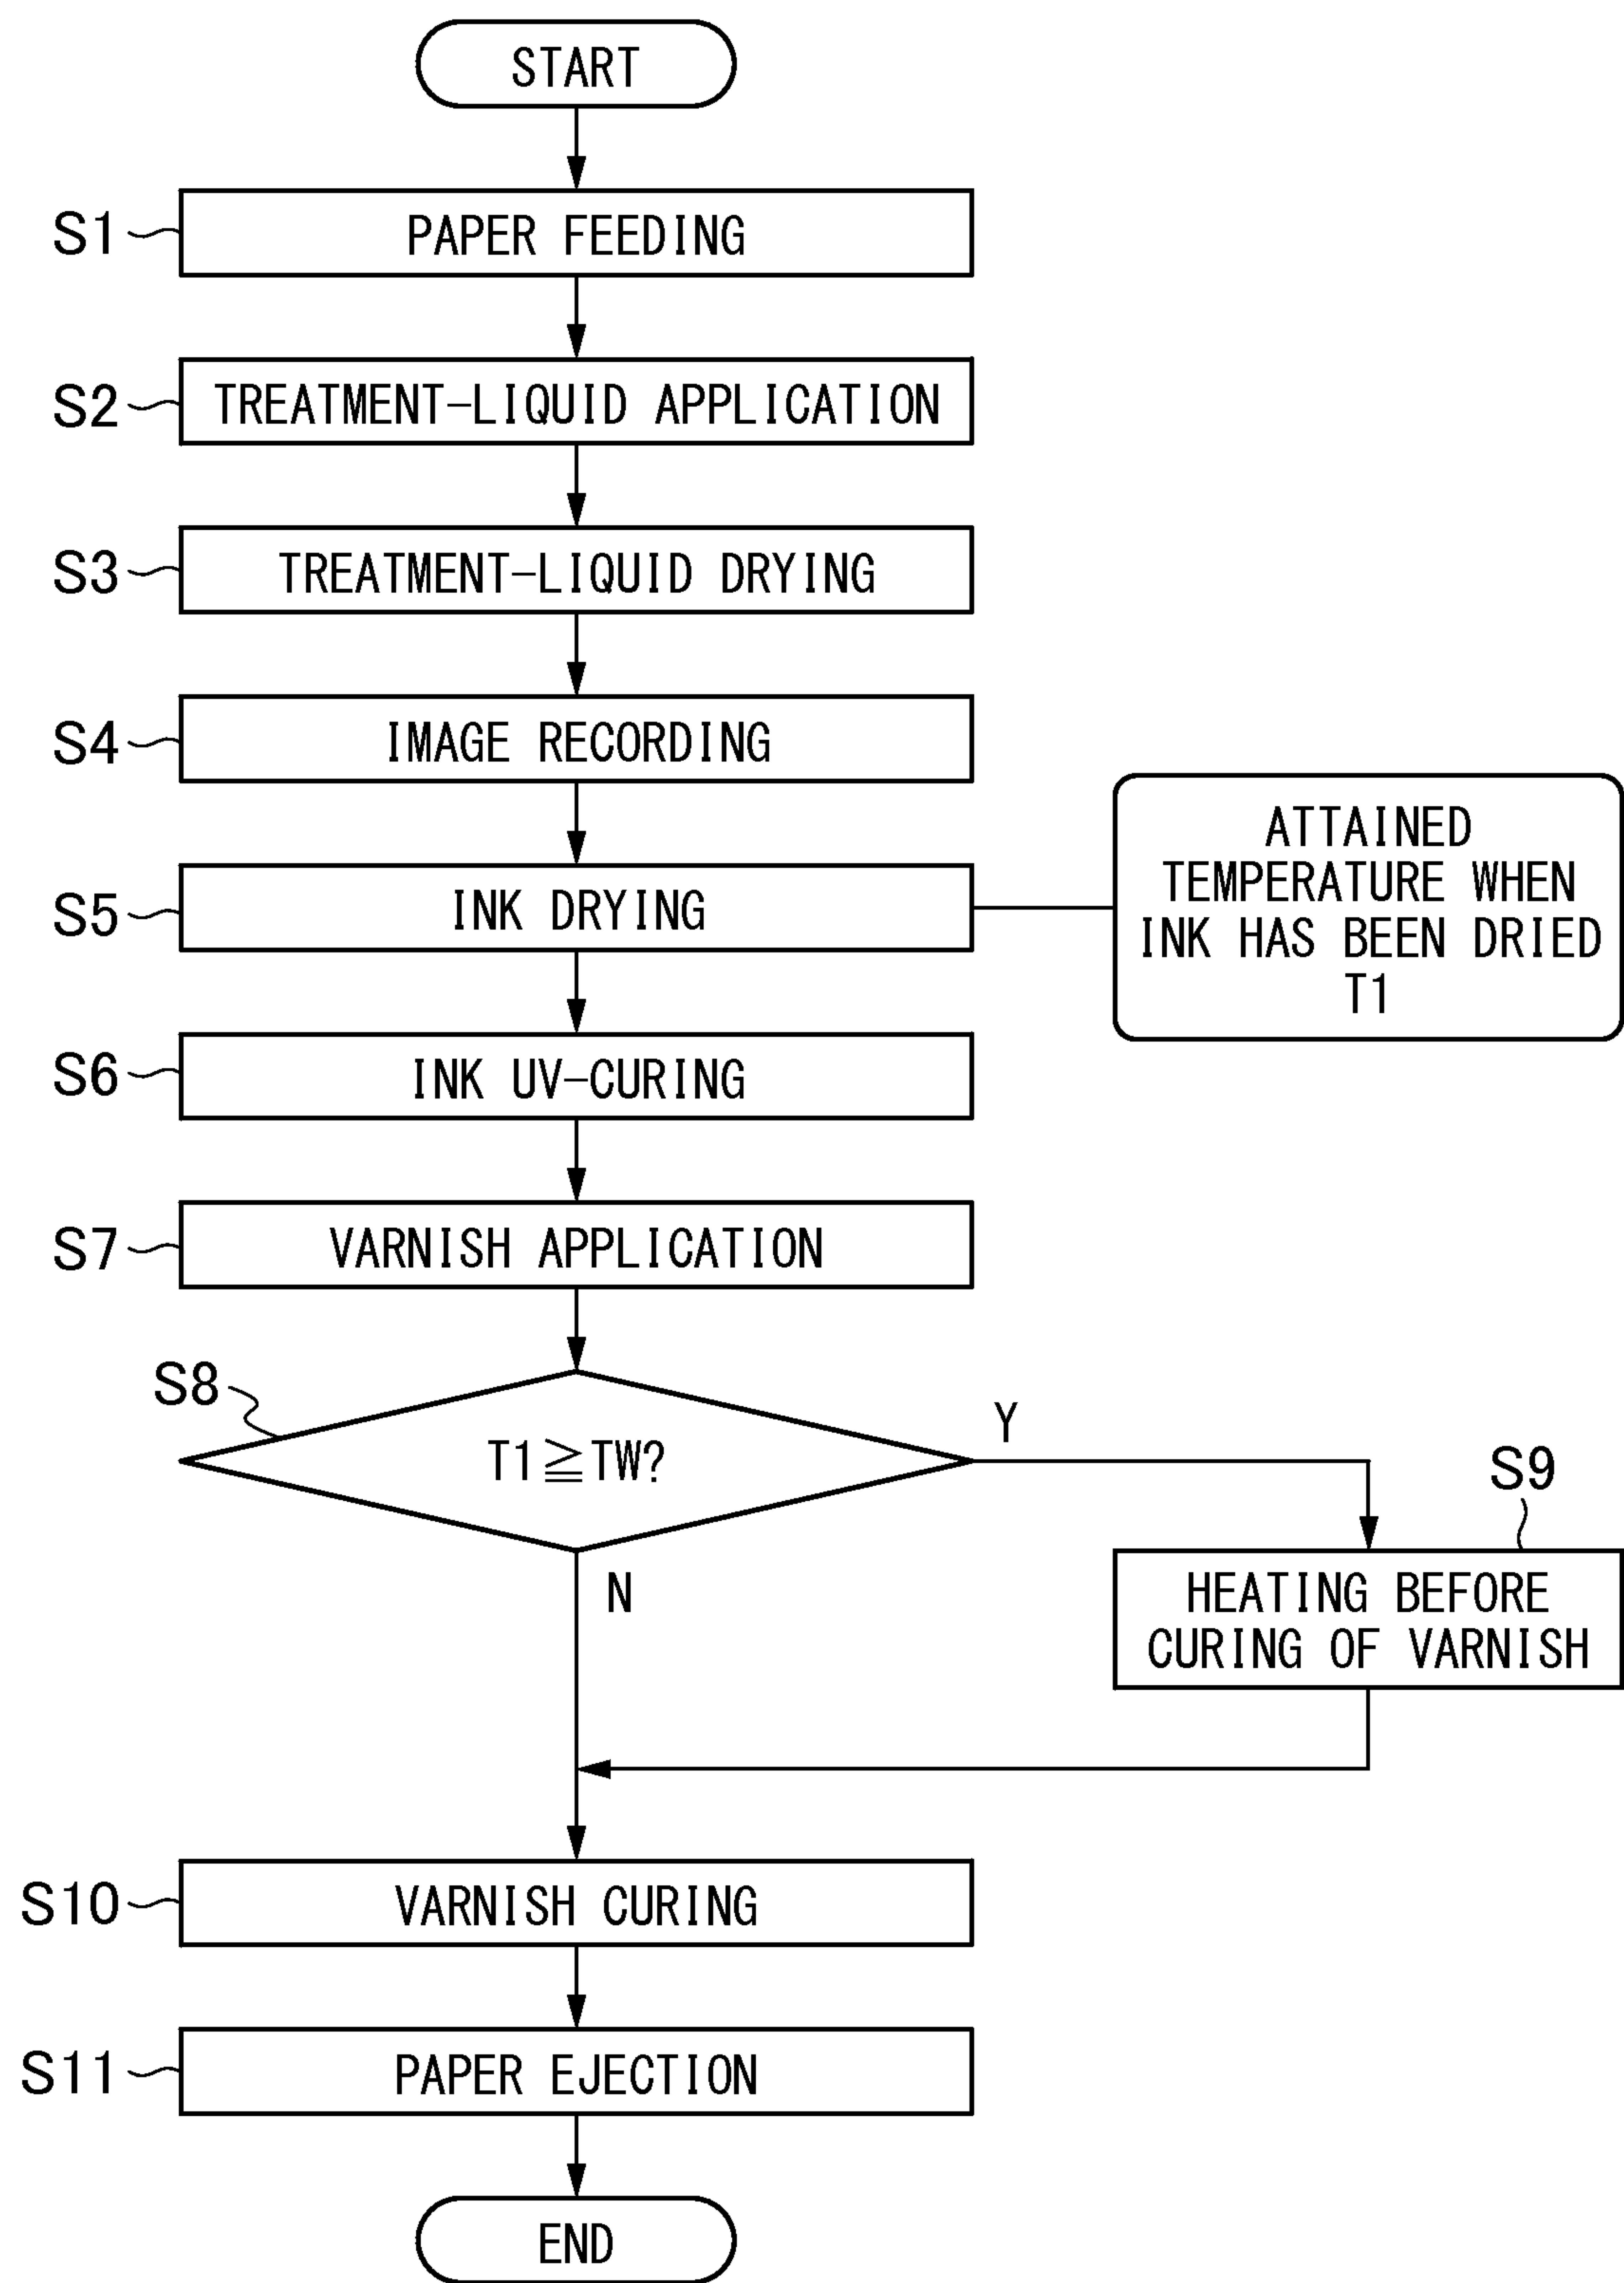 START
S1
PAPER FEEDING
S2
TREATMENT-LIQUID APPLICATION
S3
TREATMENT-LIQUID DRYING
S4
IMAGE RECORDING
S5
INK DRYING
ATTAINED
TEMPERATURE WHEN
INK HAS BEEN DRIED
T1
S6
INK UV-CURING
S7
VARNISH APPLICATION
S8
T1≧TW?
Y
N
S9
HEATING BEFORE
CURING OF VARNISH
S10
VARNISH CURING
S11
PAPER EJECTION
END